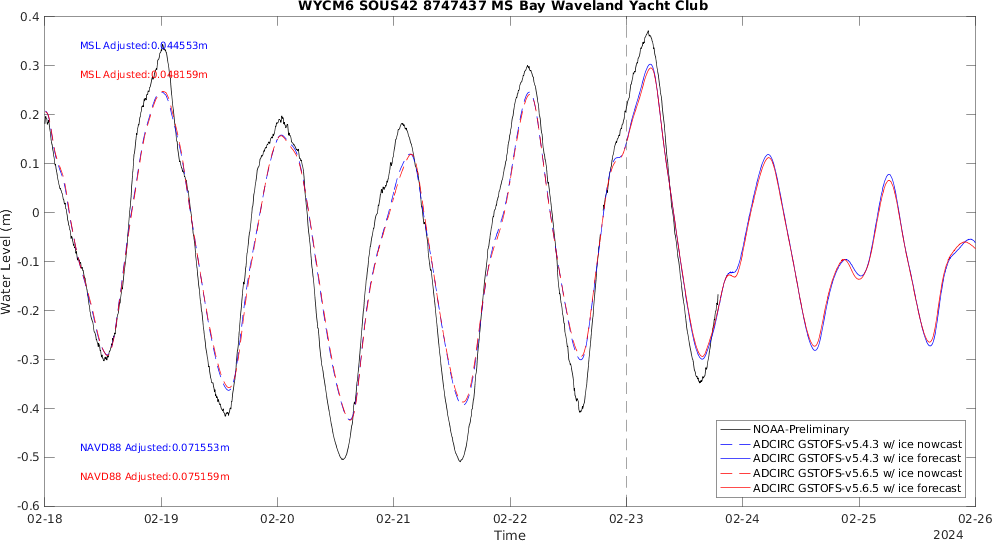 WYCM6 SOUS42 8747437 MS Bay Waveland Yacht Club
MSL Adjusted:0.044553m
MSL Adjusted:0.048159m
NAVD88 Adjusted:0.071553m
NAVD88 Adjusted:0.075159m
Water Level (m)
0.4
0.3
0.2
0.1
0
-0.1
-0.2
-0.3
-0.4
-0.5
-0.6
NOAA-Preliminary
ADCIRC GSTOFS-v5.4.3 w/ ice nowcast
ADCIRC GSTOFS-v5.4.3 w/ ice forecast
ADCIRC GSTOFS-v5.6.5 w/ ice nowcast
ADCIRC GSTOFS-v5.6.5 w/ ice forecast
02-18 02-19 02-20 02-21 02-22 02-23 02-24 02-25 02-26
Time
2024